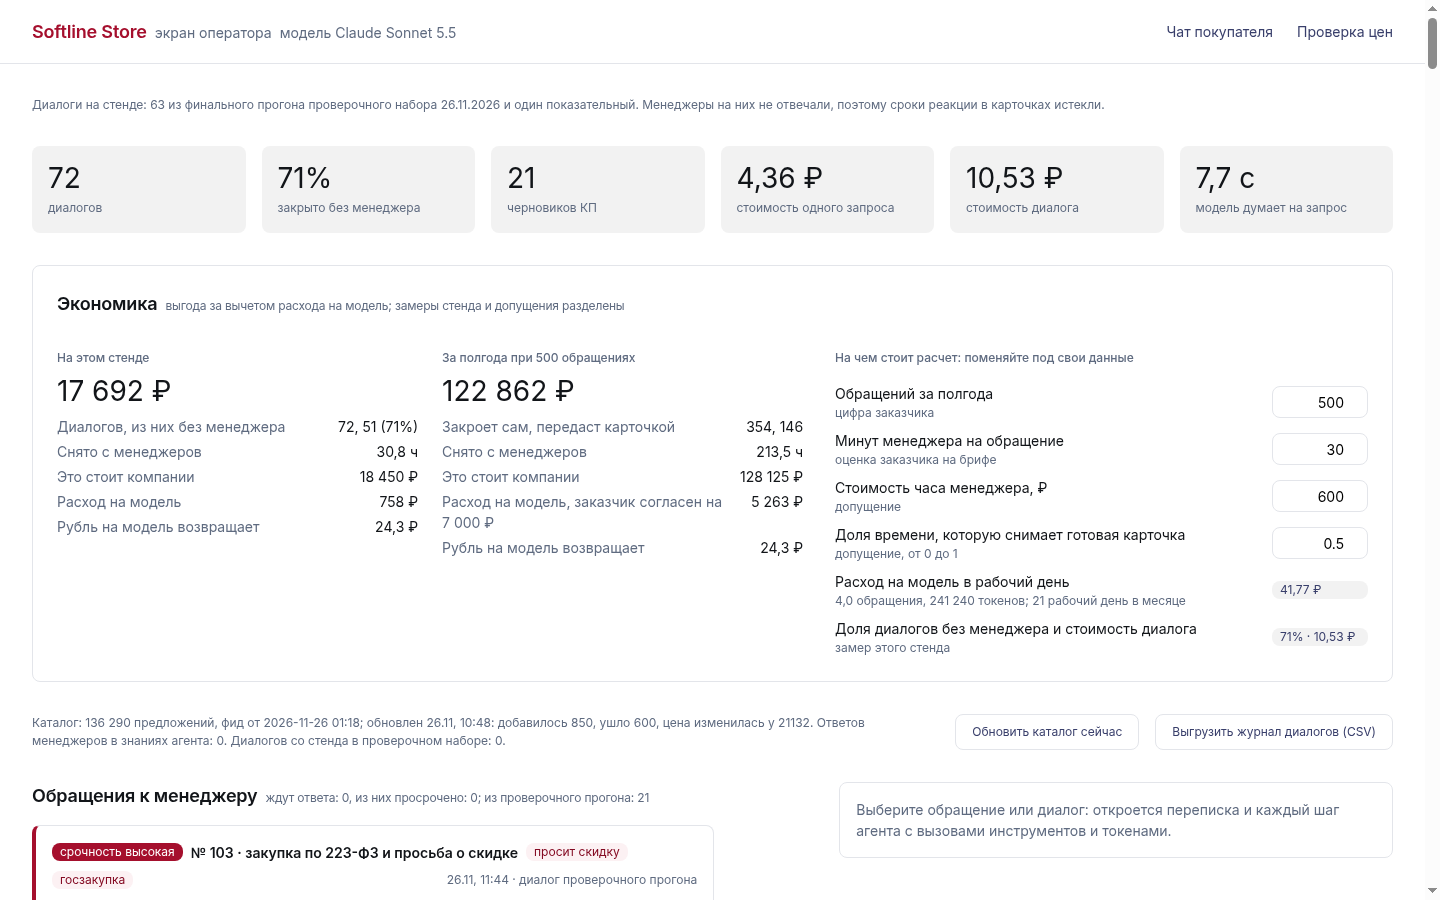 Softline Store экран оператора модель Claude Sonnet 5.5
Чат покупателя Проверка цен
Диалоги на стенде: 63 из финального прогона проверочного набора 26.11.2026 и один показательный. Менеджеры на них не отвечали, поэтому сроки реакции в карточках истекли.
72
диалогов
71%
закрыто без менеджера
21
черновиков КП
4,36 ₽
стоимость одного запроса
10,53 ₽
стоимость диалога
7,7 с
модель думает на запрос
Экономика выгода за вычетом расхода на модель; замеры стенда и допущения разделены
На этом стенде
17 692 ₽
Диалогов, из них без менеджера 72, 51 (71%)
Снято с менеджеров 30,8 ч
Это стоит компании 18 450 ₽
Расход на модель 758 ₽
Рубль на модель возвращает 24,3 ₽
За полгода при 500 обращениях
122 862 ₽
Закроет сам, передаст карточкой 354, 146
Снято с менеджеров 213,5 ч
Это стоит компании 128 125 ₽
Расход на модель, заказчик согласен на 5 263 ₽
7 000 ₽
Рубль на модель возвращает 24,3 ₽
На чем стоит расчет: поменяйте под свои данные
Обращений за полгода 500
цифра заказчика
Минут менеджера на обращение 30
оценка заказчика на брифе
Стоимость часа менеджера, ₽ 600
допущение
Доля времени, которую снимает готовая карточка 0.5
допущение, от 0 до 1
Расход на модель в рабочий день 41,77 ₽
4,0 обращения, 241 240 токенов; 21 рабочий день в месяце
Доля диалогов без менеджера и стоимость диалога 71% · 10,53 ₽
замер этого стенда
Каталог: 136 290 предложений, фид от 2026-11-26 01:18; обновлен 26.11, 10:48: добавилось 850, ушло 600, цена изменилась у 21132. Ответов
менеджеров в знаниях агента: 0. Диалогов со стенда в проверочном наборе: 0.
Обновить каталог сейчас Выгрузить журнал диалогов (CSV)
Обращения к менеджеру ждут ответа: 0, из них просрочено: 0; из проверочного прогона: 21
срочность высокая № 103 · закупка по 223-ФЗ и просьба о скидке просит скидку
госзакупка 26.11, 11:44 · диалог проверочного прогона
Выберите обращение или диалог: откроется переписка и каждый шаг
агента с вызовами инструментов и токенами.